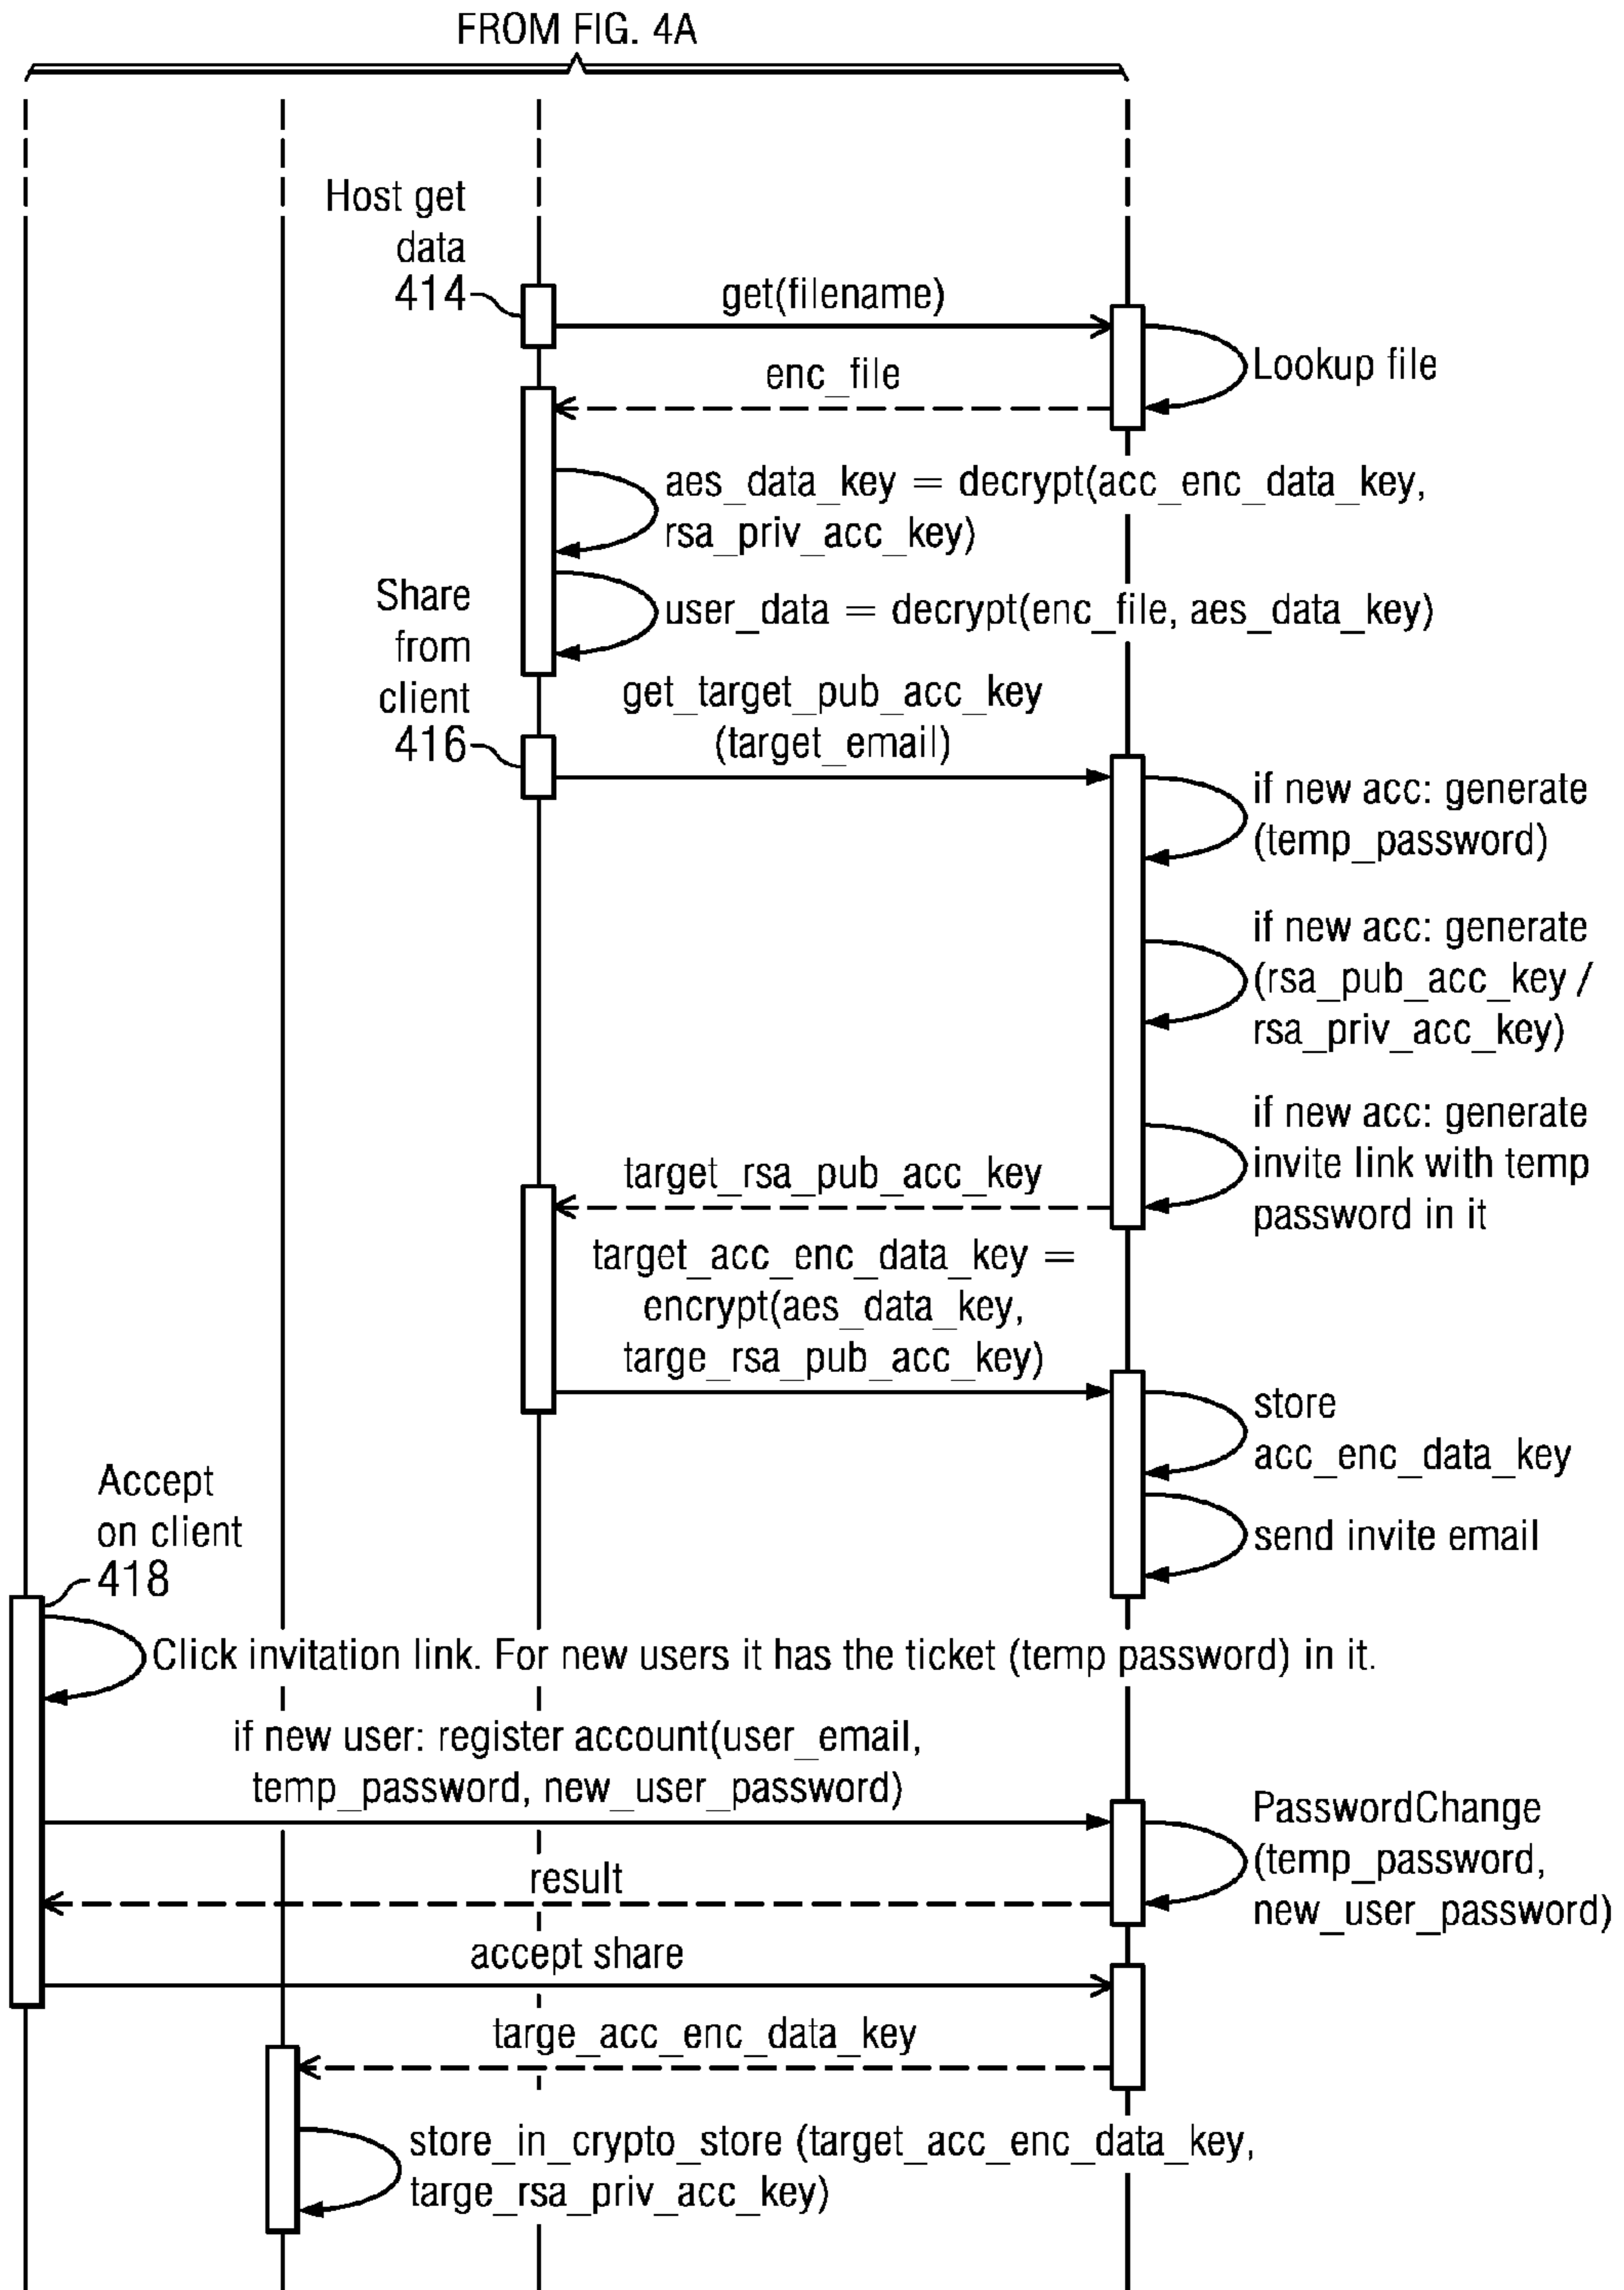 FROM FIG. 4A
Host get
data
414
get(filename)
Lookup file
enc_file
aes_data_key = decrypt(acc_enc_data_key,
rsa_priv_acc_key)
user_data = decrypt(enc_file, aes_data_key)
Share
from
client
416
get_target_pub_acc_key
(target_email)
if new acc: generate
(temp_password)
if new acc: generate
(rsa_pub_acc_key /
rsa_priv_acc_key)
if new acc: generate
invite link with temp
password in it
target_rsa_pub_acc_key
target_acc_enc_data_key =
encrypt(aes_data_key,
targe_rsa_pub_acc_key)
store
acc_enc_data_key
send invite email
Accept
on client
418
Click invitation link. For new users it has the ticket (temp password) in it.
if new user: register account(user_email,
temp_password, new_user_password)
PasswordChange
(temp_password,
new_user_password)
result
accept share
targe_acc_enc_data_key
store_in_crypto_store (target_acc_enc_data_key,
targe_rsa_priv_acc_key)